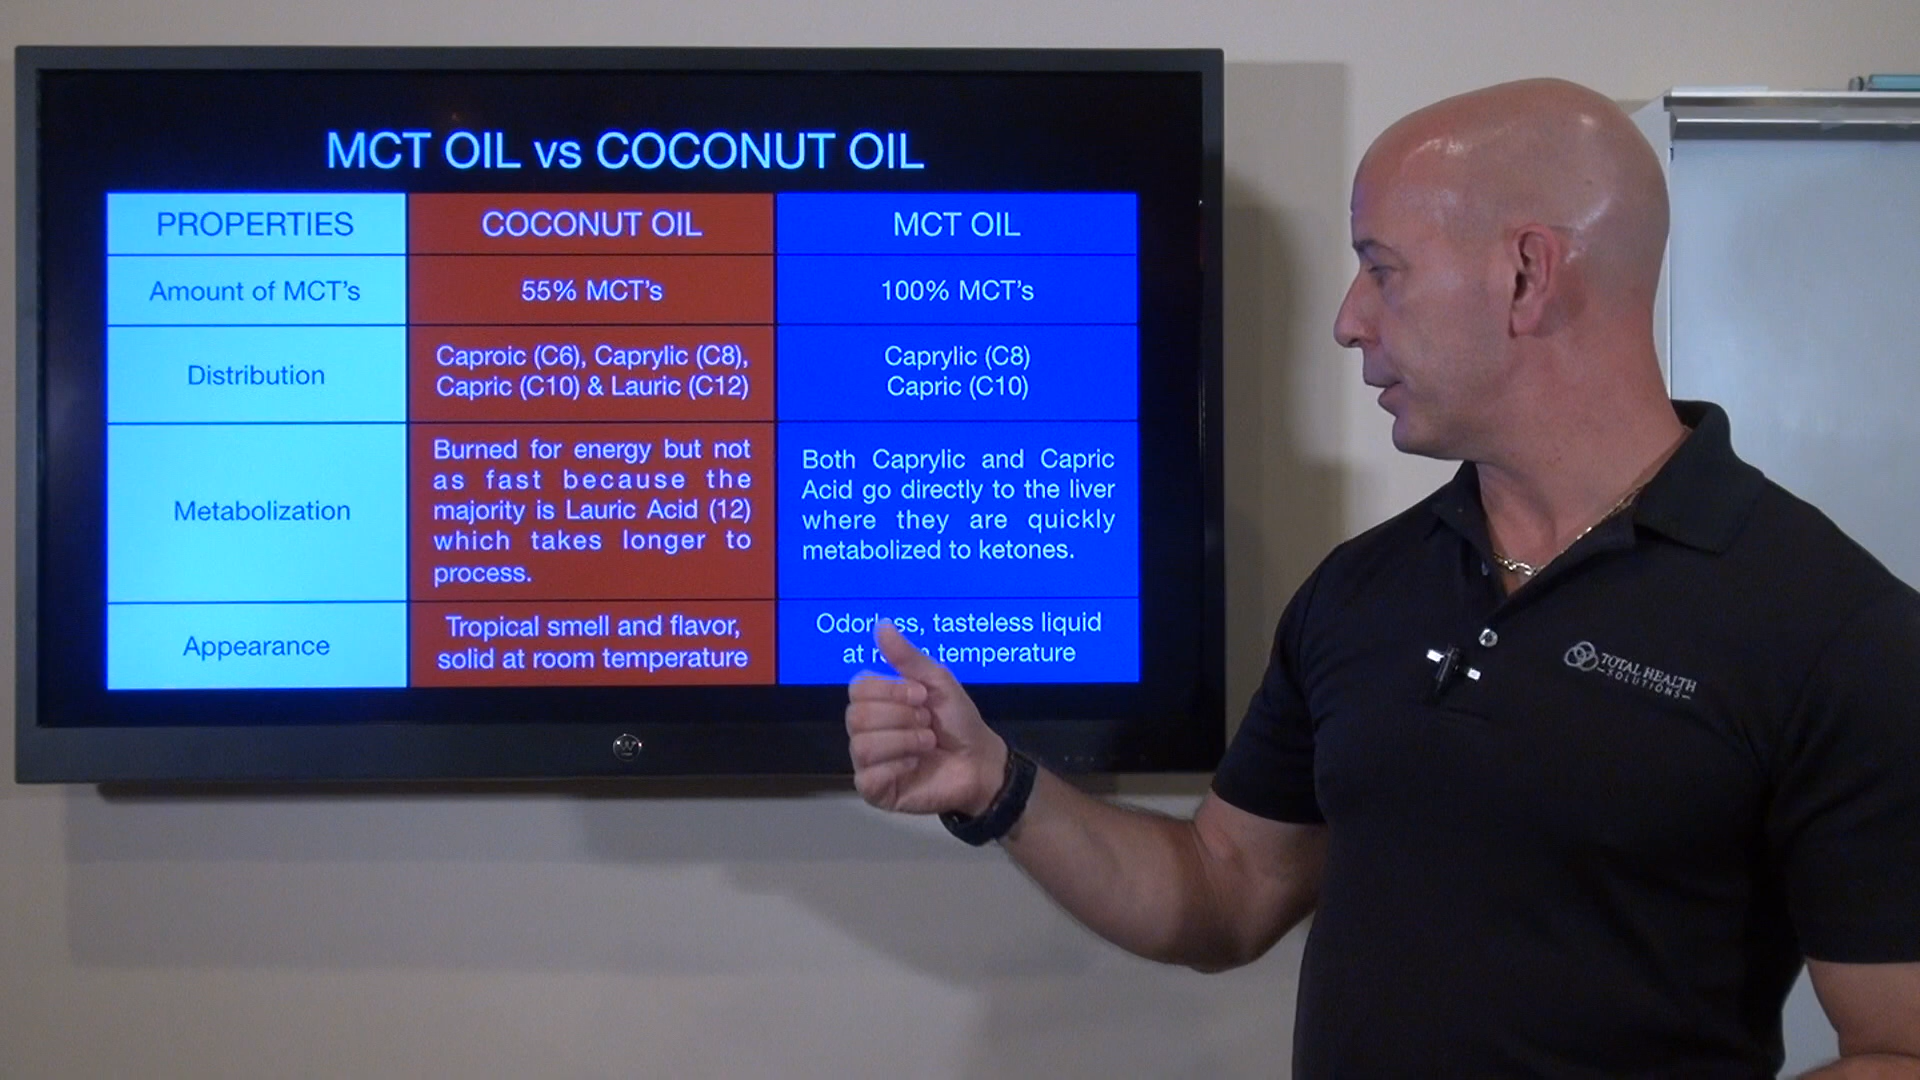 MCT OIL vs COCONUT OIL
PROPERTIES
COCONUT OIL
MCT OIL
Amount of MCT's
55% MCT's
100% MCT's
Distribution
Caproic (C6), Caprylic (C8),
Capric (C10) & Lauric (C12)
Caprylic (C8)
Capric (C10)
Metabolization
Burned for energy but not
as fast because the
majority is Lauric Acid (12)
which takes longer to
process.
Both Caprylic and Capric
Acid go directly to the liver
where they are quickly
metabolized to ketones.
Appearance
Tropical smell and flavor,
solid at room temperature
Odorless, tasteless liquid
at room temperature
W
TOTAL HEALTH
-SOLUTIONS-